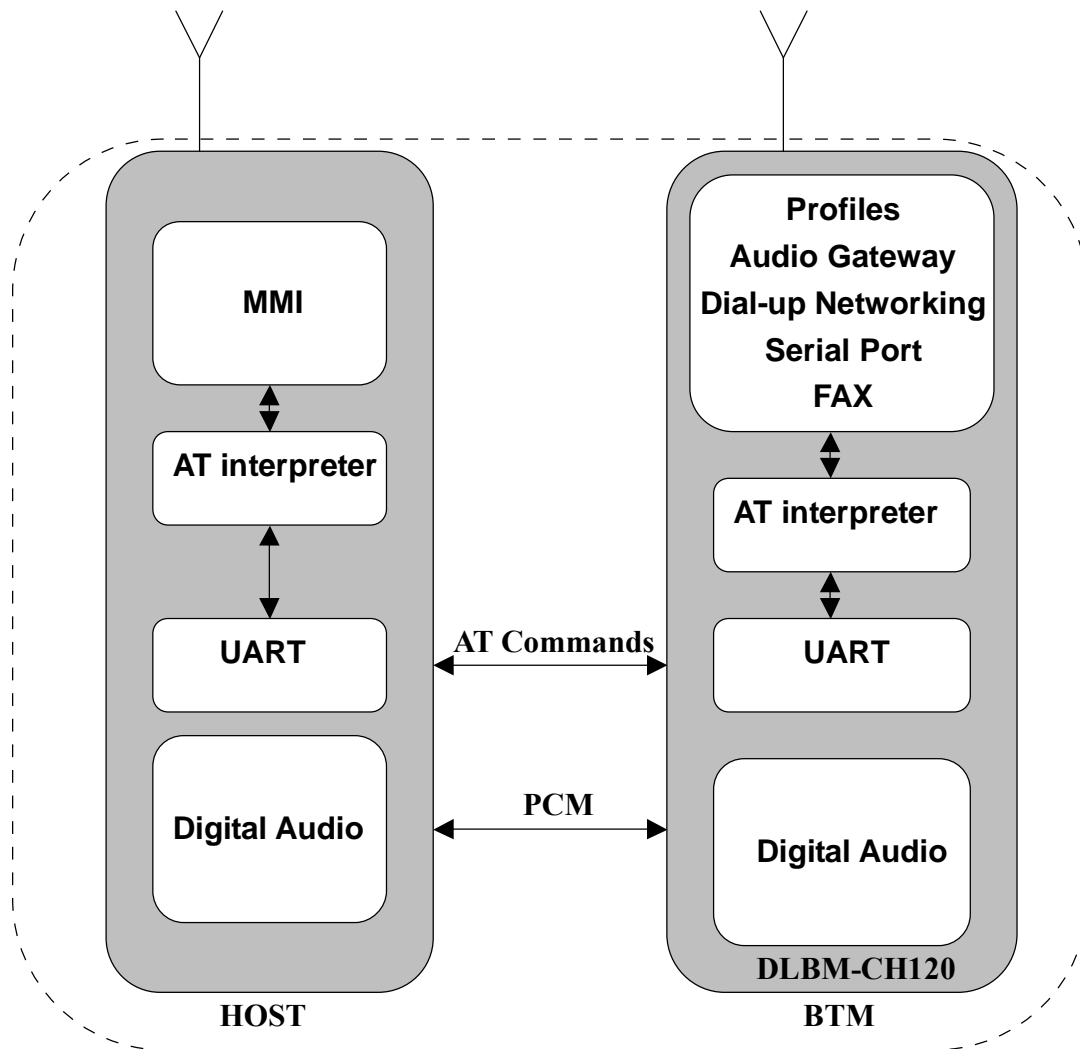 MMI
AT interpreter
UART
Digital Audio
HOST
AT Commands
PCM
Profiles
Audio Gateway
Dial-up Networking
Serial Port
FAX
AT interpreter
UART
Digital Audio
DLBM-CH120
BTM